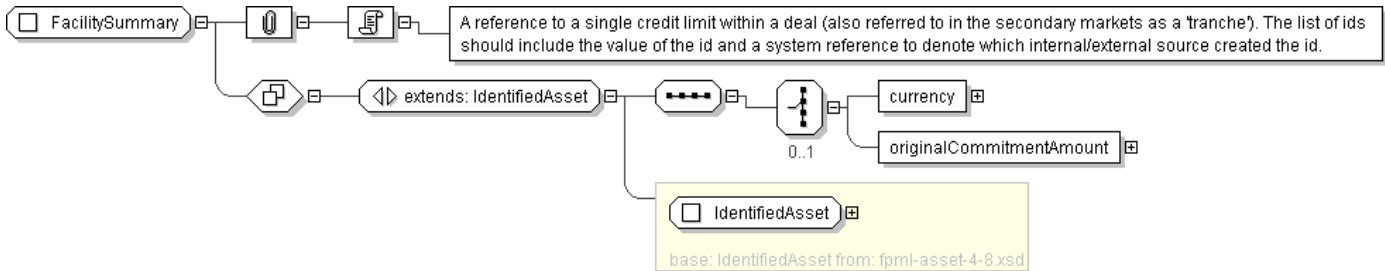 FacilitySummary
A reference to a single credit limit within a deal (also referred to in the secondary markets as a 'tranche'). The list of ids
should include the value of the id and a system reference to denote which internal/external source created the id.
extends: IdentifiedAsset
currency
0..1
originalCommitmentAmount
IdentifiedAsset
base: IdentifiedAsset from: fpml-asset-4-8.xsd